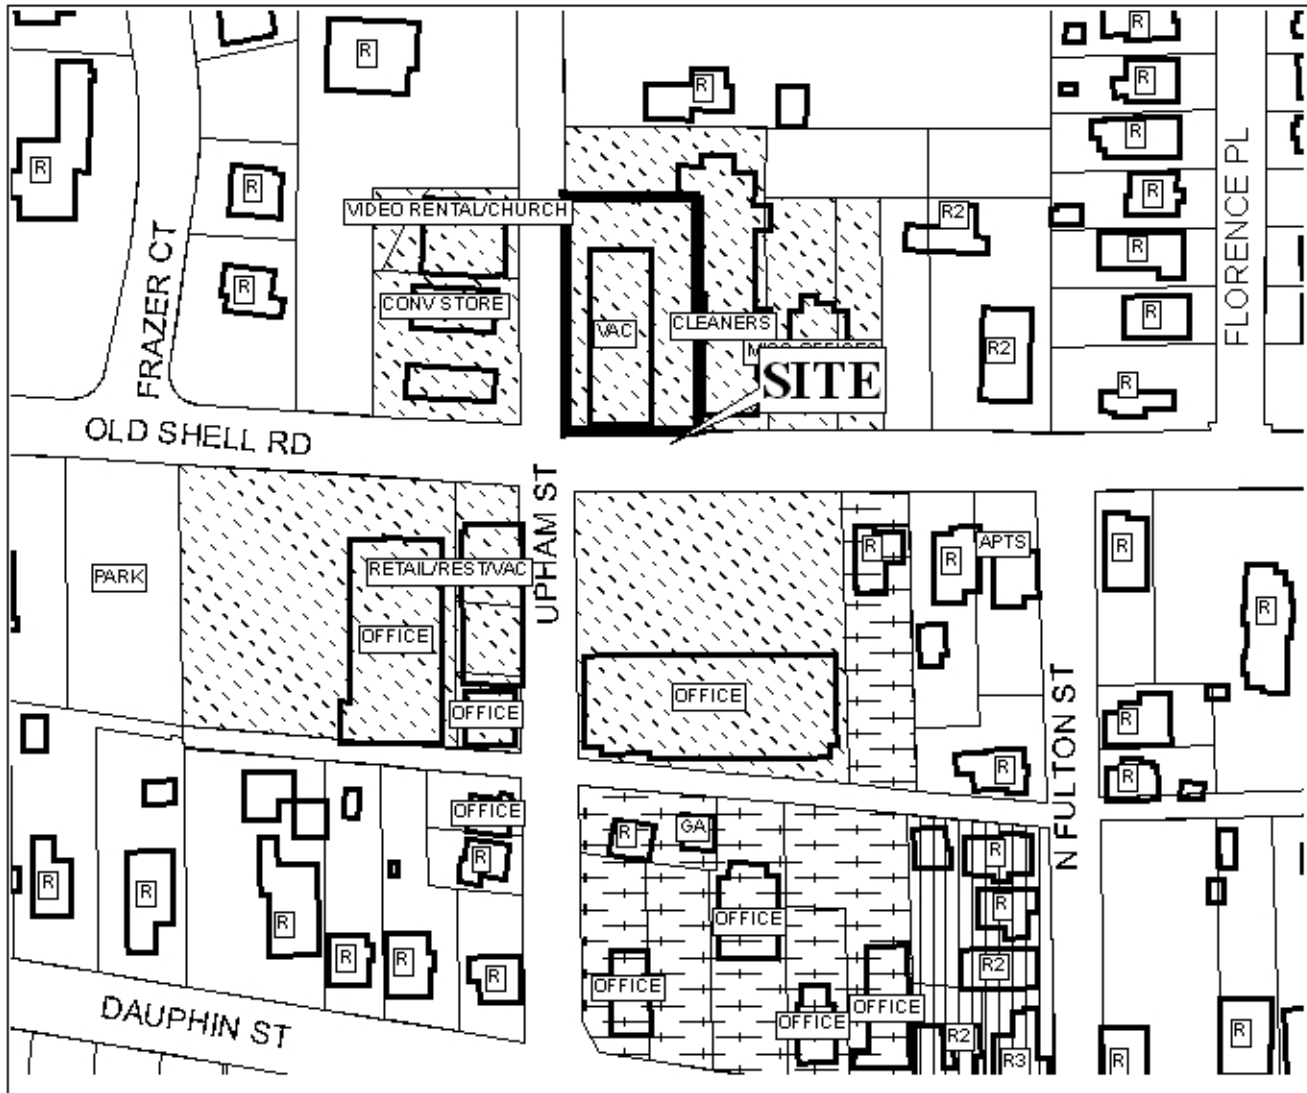 R
R
R
R
R
R
R
VIDEO RENTAL/CHURCH
R2
R
R
FRAZER CT
R
CONV STORE
VAC
CLEANERS
R
FLORENCE PL
R2
SITE
R
OLD SHELL RD
UPHAM ST
R
R
APTS
R
PARK
RETAIL/REST/VAC
R
OFFICE
OFFICE
OFFICE
R
N FULTON ST
R
R
OFFICE
R
GA
R
R
R
R
OFFICE
R
R
R
R
R
R2
OFFICE
OFFICE
OFFICE
DAUPHIN ST
R2
R3
R
R